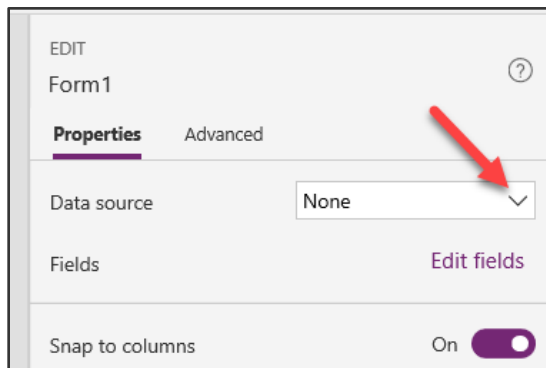 EDIT
Form1
?
Properties Advanced
Data source None
Fields Edit fields
Snap to columns On